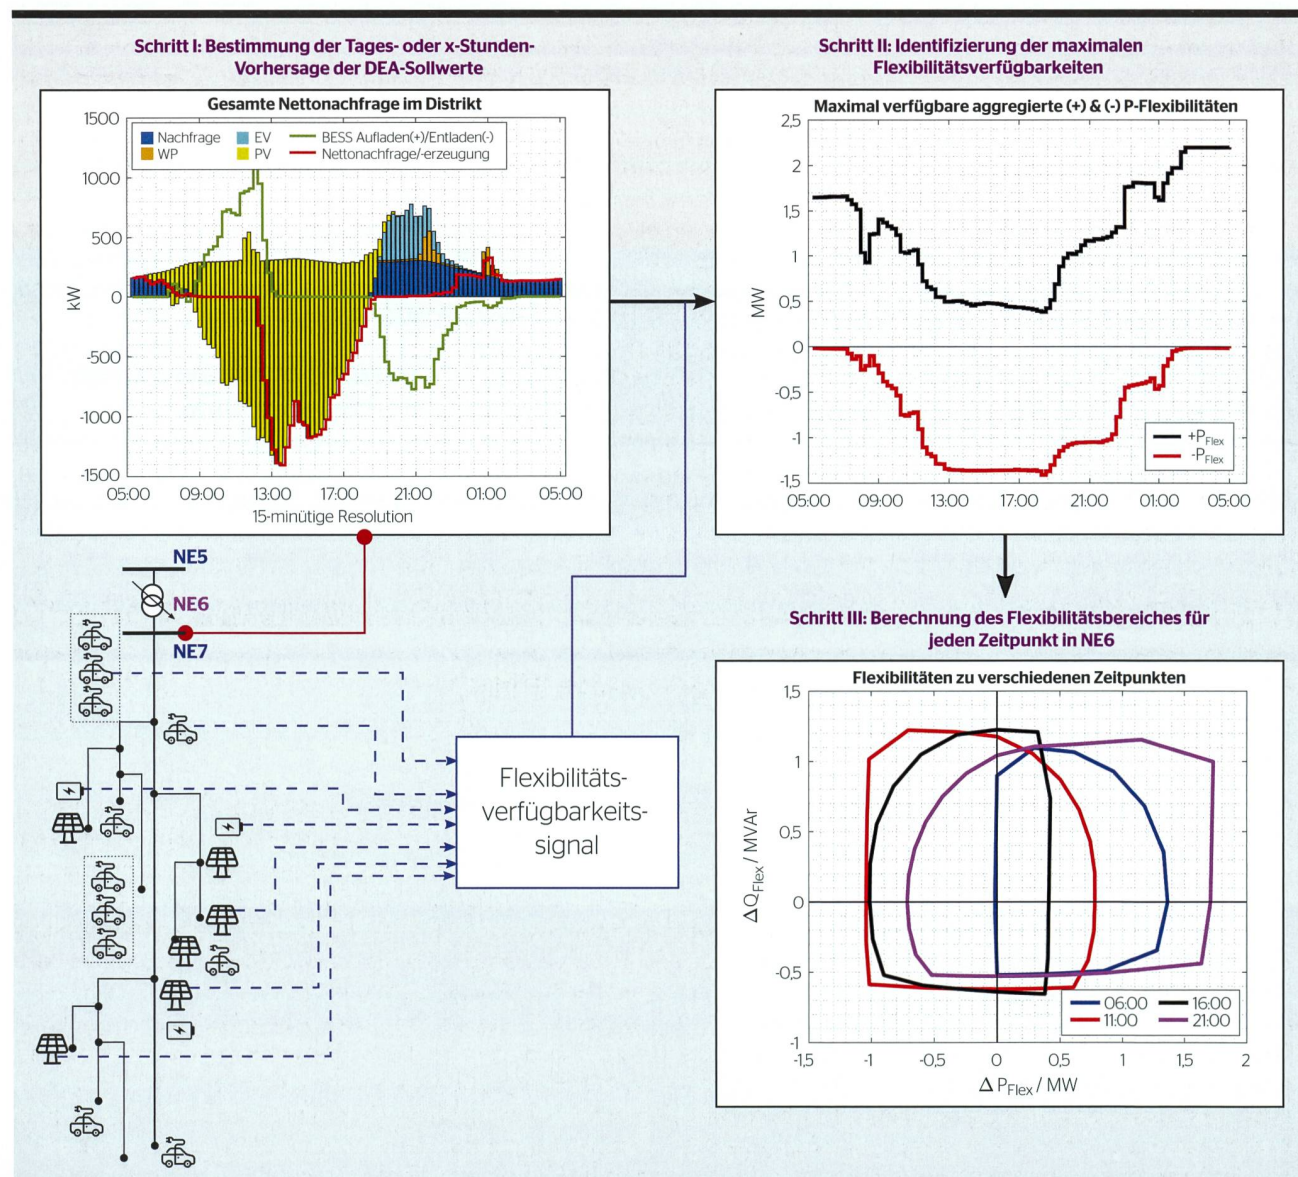 Schritt I: Bestimmung der Tages- oder x-Stunden-
Vorhersage der DEA-Sollwerte
Gesamte Nettonachfrage im Distrikt
Nachfrage
WP
EV
PV
BESS Aufladen(+)/Entladen(-)
Nettonachfrage/-erzeugung
kW
1500
1000
500
0
-500
-1000
-1500
05:00 09:00 13:00 17:00 21:00 01:00 05:00
15-minütige Resolution
Schritt II: Identifizierung der maximalen
Flexibilitätsverfügbarkeiten
Maximal verfügbare aggregierte (+) & (-) P-Flexibilitäten
MW
2,5
2
1,5
1
0,5
0
-0,5
-1
-1,5
+PFlex
-PFlex
05:00 09:00 13:00 17:00 21:00 01:00 05:00
NE5
NE6
NE7
Flexibilitäts-
verfügbarkeits-
signal
Schritt III: Berechnung des Flexibilitätsbereiches für
jeden Zeitpunkt in NE6
Flexibilitäten zu verschiedenen Zeitpunkten
ΔQFlex / MVAr
1,5
1
0,5
0
-0,5
-1
06:00 16:00
11:00 21:00
-1,5 -1 -0,5 0 0,5 1 1,5 2
Δ PFlex / MW